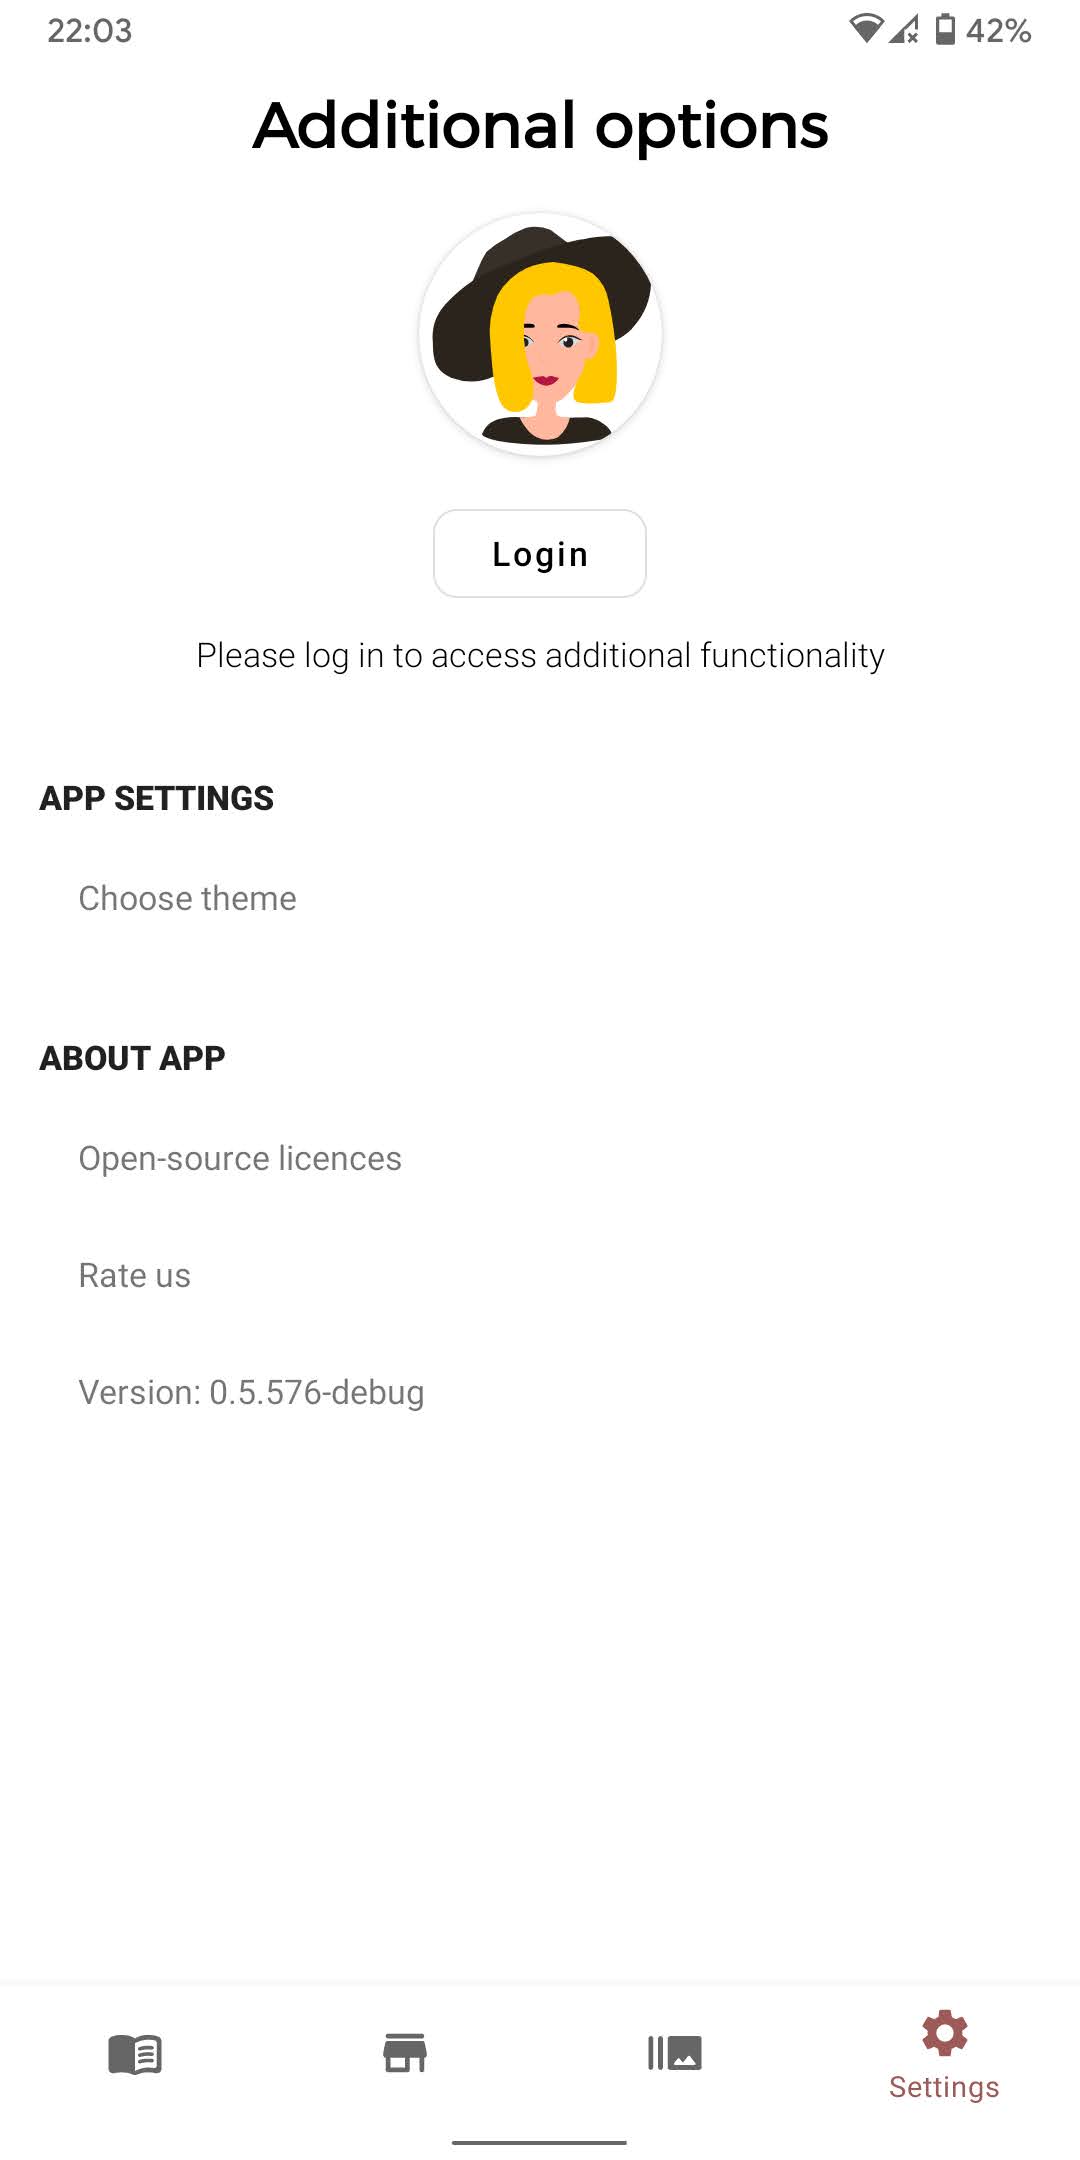 22:03
42%
Additional options
Login
Please log in to access additional functionality
APP SETTINGS
Choose theme
ABOUT APP
Open-source licences
Rate us
Version: 0.5.576-debug
Settings